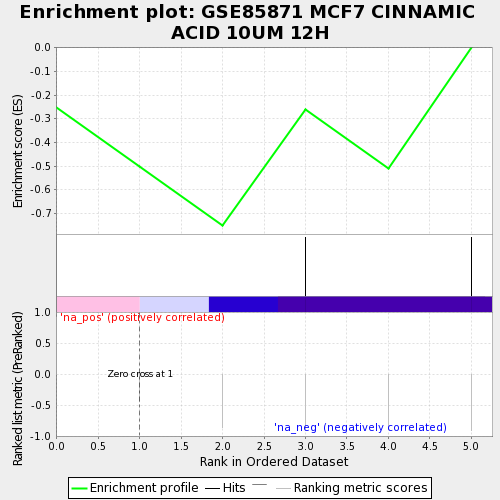 Enrichment plot: GSE85871 MCF7 CINNAMIC
ACID 10UM 12H
Enrichment score (ES)
0.0
-0.1
-0.2
-0.3
-0.4
-0.5
-0.6
-0.7
Ranked list metric (PreRanked)
1.0
0.5
0.0
-0.5
-1.0
'na_pos' (positively correlated)
Zero cross at 1
'na_neg' (negatively correlated)
0.0 0.5 1.0 1.5 2.0 2.5 3.0 3.5 4.0 4.5 5.0
Rank in Ordered Dataset
Enrichment profile Hits Ranking metric scores